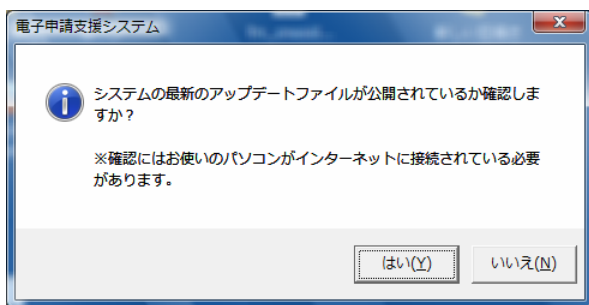 電子申請支援システム
システムの最新のアップデートファイルが公開されているか確認しま
すか？
※確認にはお使いのパソコンがインターネットに接続されている必要
があります。
はい(Y)
いいえ(N)